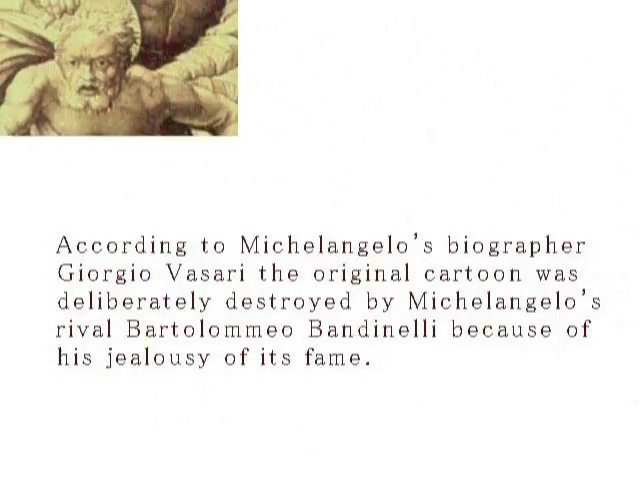 According to Michelangelo's biographer
Giorgio Vasari the original cartoon was
deliberately destroyed by Michelangelo's
rival Bartolommeo Bandinelli because of
his jealousy of its fame.